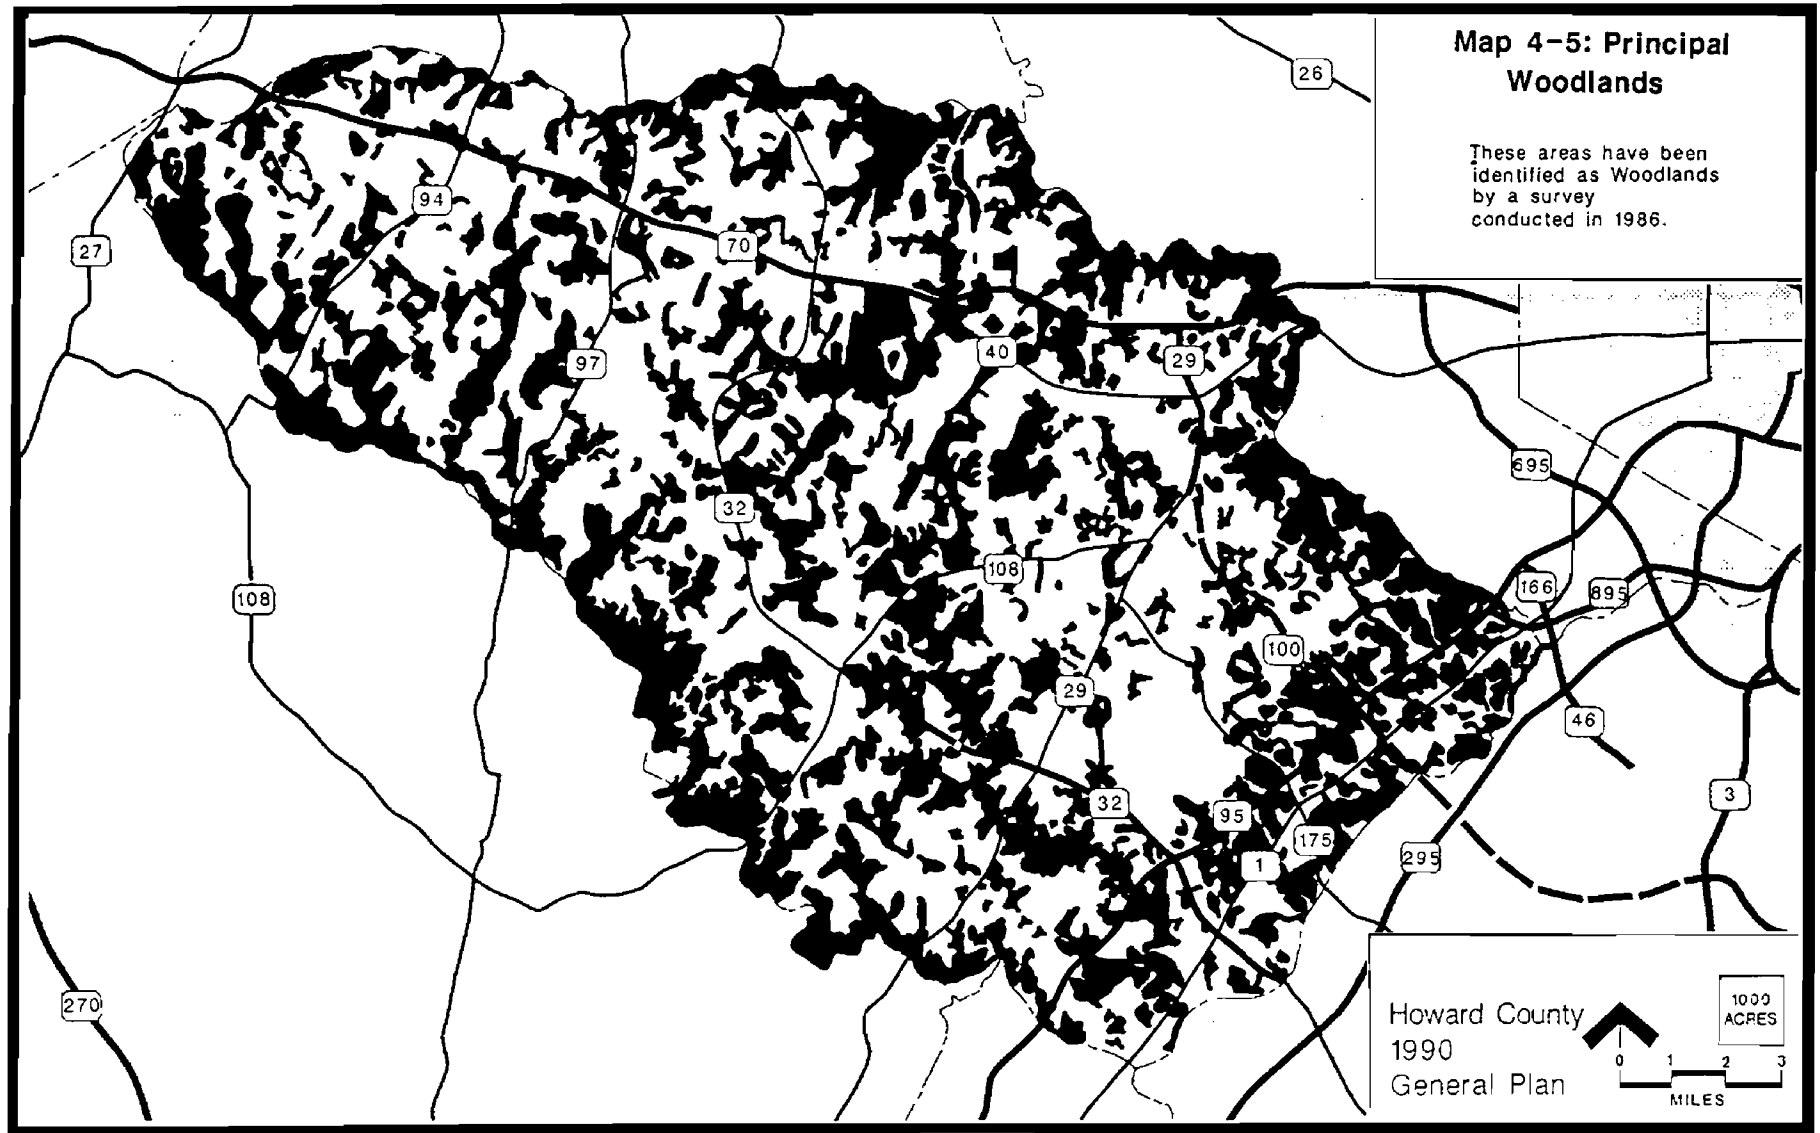 Map 4-5: Principal
Woodlands
These areas have been
identified as Woodlands
by a survey
conducted in 1986.
26
94
27
70
97
40
29
695
32
108
108
166
895
100
29
46
3
32
95
175
1
295
270
Howard County
1990
General Plan
1000
ACRES
0 1 2 3
MILES